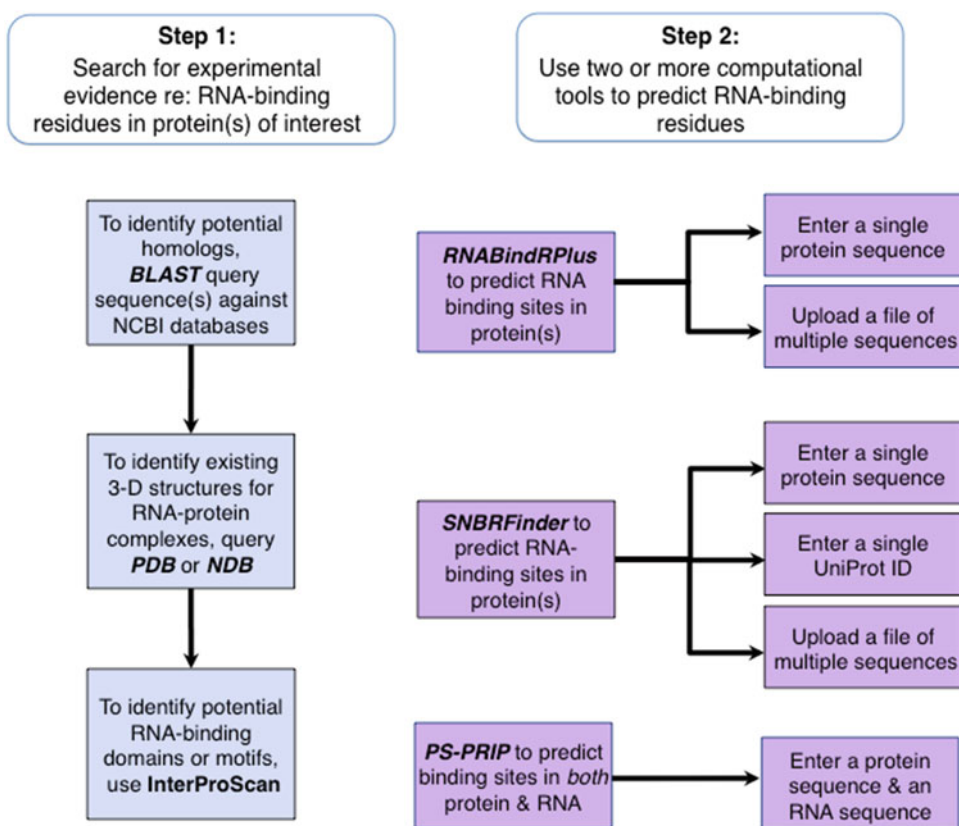 Step 1:
Search for experimental
evidence re: RNA-binding
residues in protein(s) of interest
Step 2:
Use two or more computational
tools to predict RNA-binding
residues
To identify potential
homologs,
BLAST query
sequence(s) against
NCBI databases
To identify existing
3-D structures for
RNA-protein
complexes, query
PDB or NDB
To identify potential
RNA-binding
domains or motifs,
use InterProScan
RNABindRPlus
to predict RNA
binding sites in
protein(s)
Enter a single
protein sequence
Upload a file of
multiple sequences
SNBRFinder to
predict RNA-
binding sites in
protein(s)
Enter a single
protein sequence
Enter a single
UniProt ID
Upload a file of
multiple sequences
PS-PRIP to predict
binding sites in both
protein & RNA
Enter a protein
sequence & an
RNA sequence